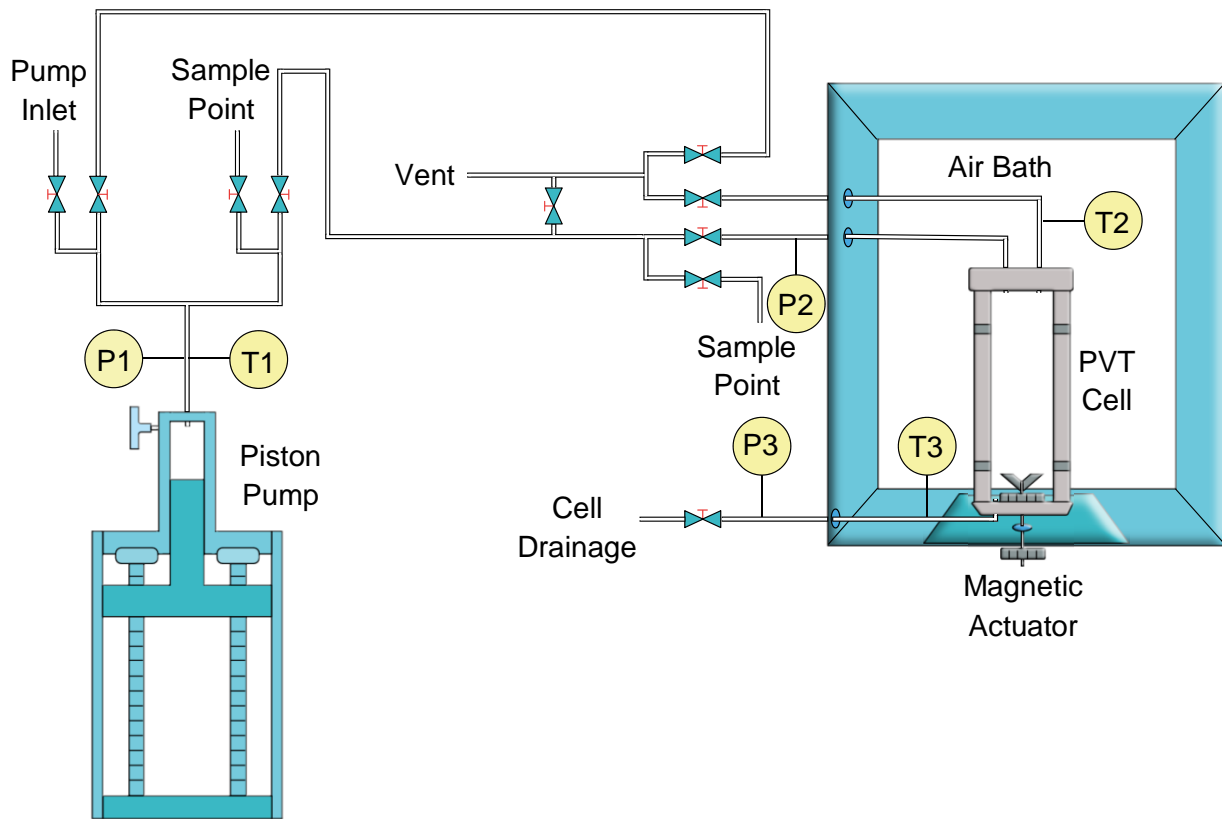 Pump
Inlet
Sample
Point
Vent
Air Bath
T2
P2
Sample
Point
PVT
Cell
P1
T1
Piston
Pump
P3
T3
Cell
Drainage
Magnetic
Actuator